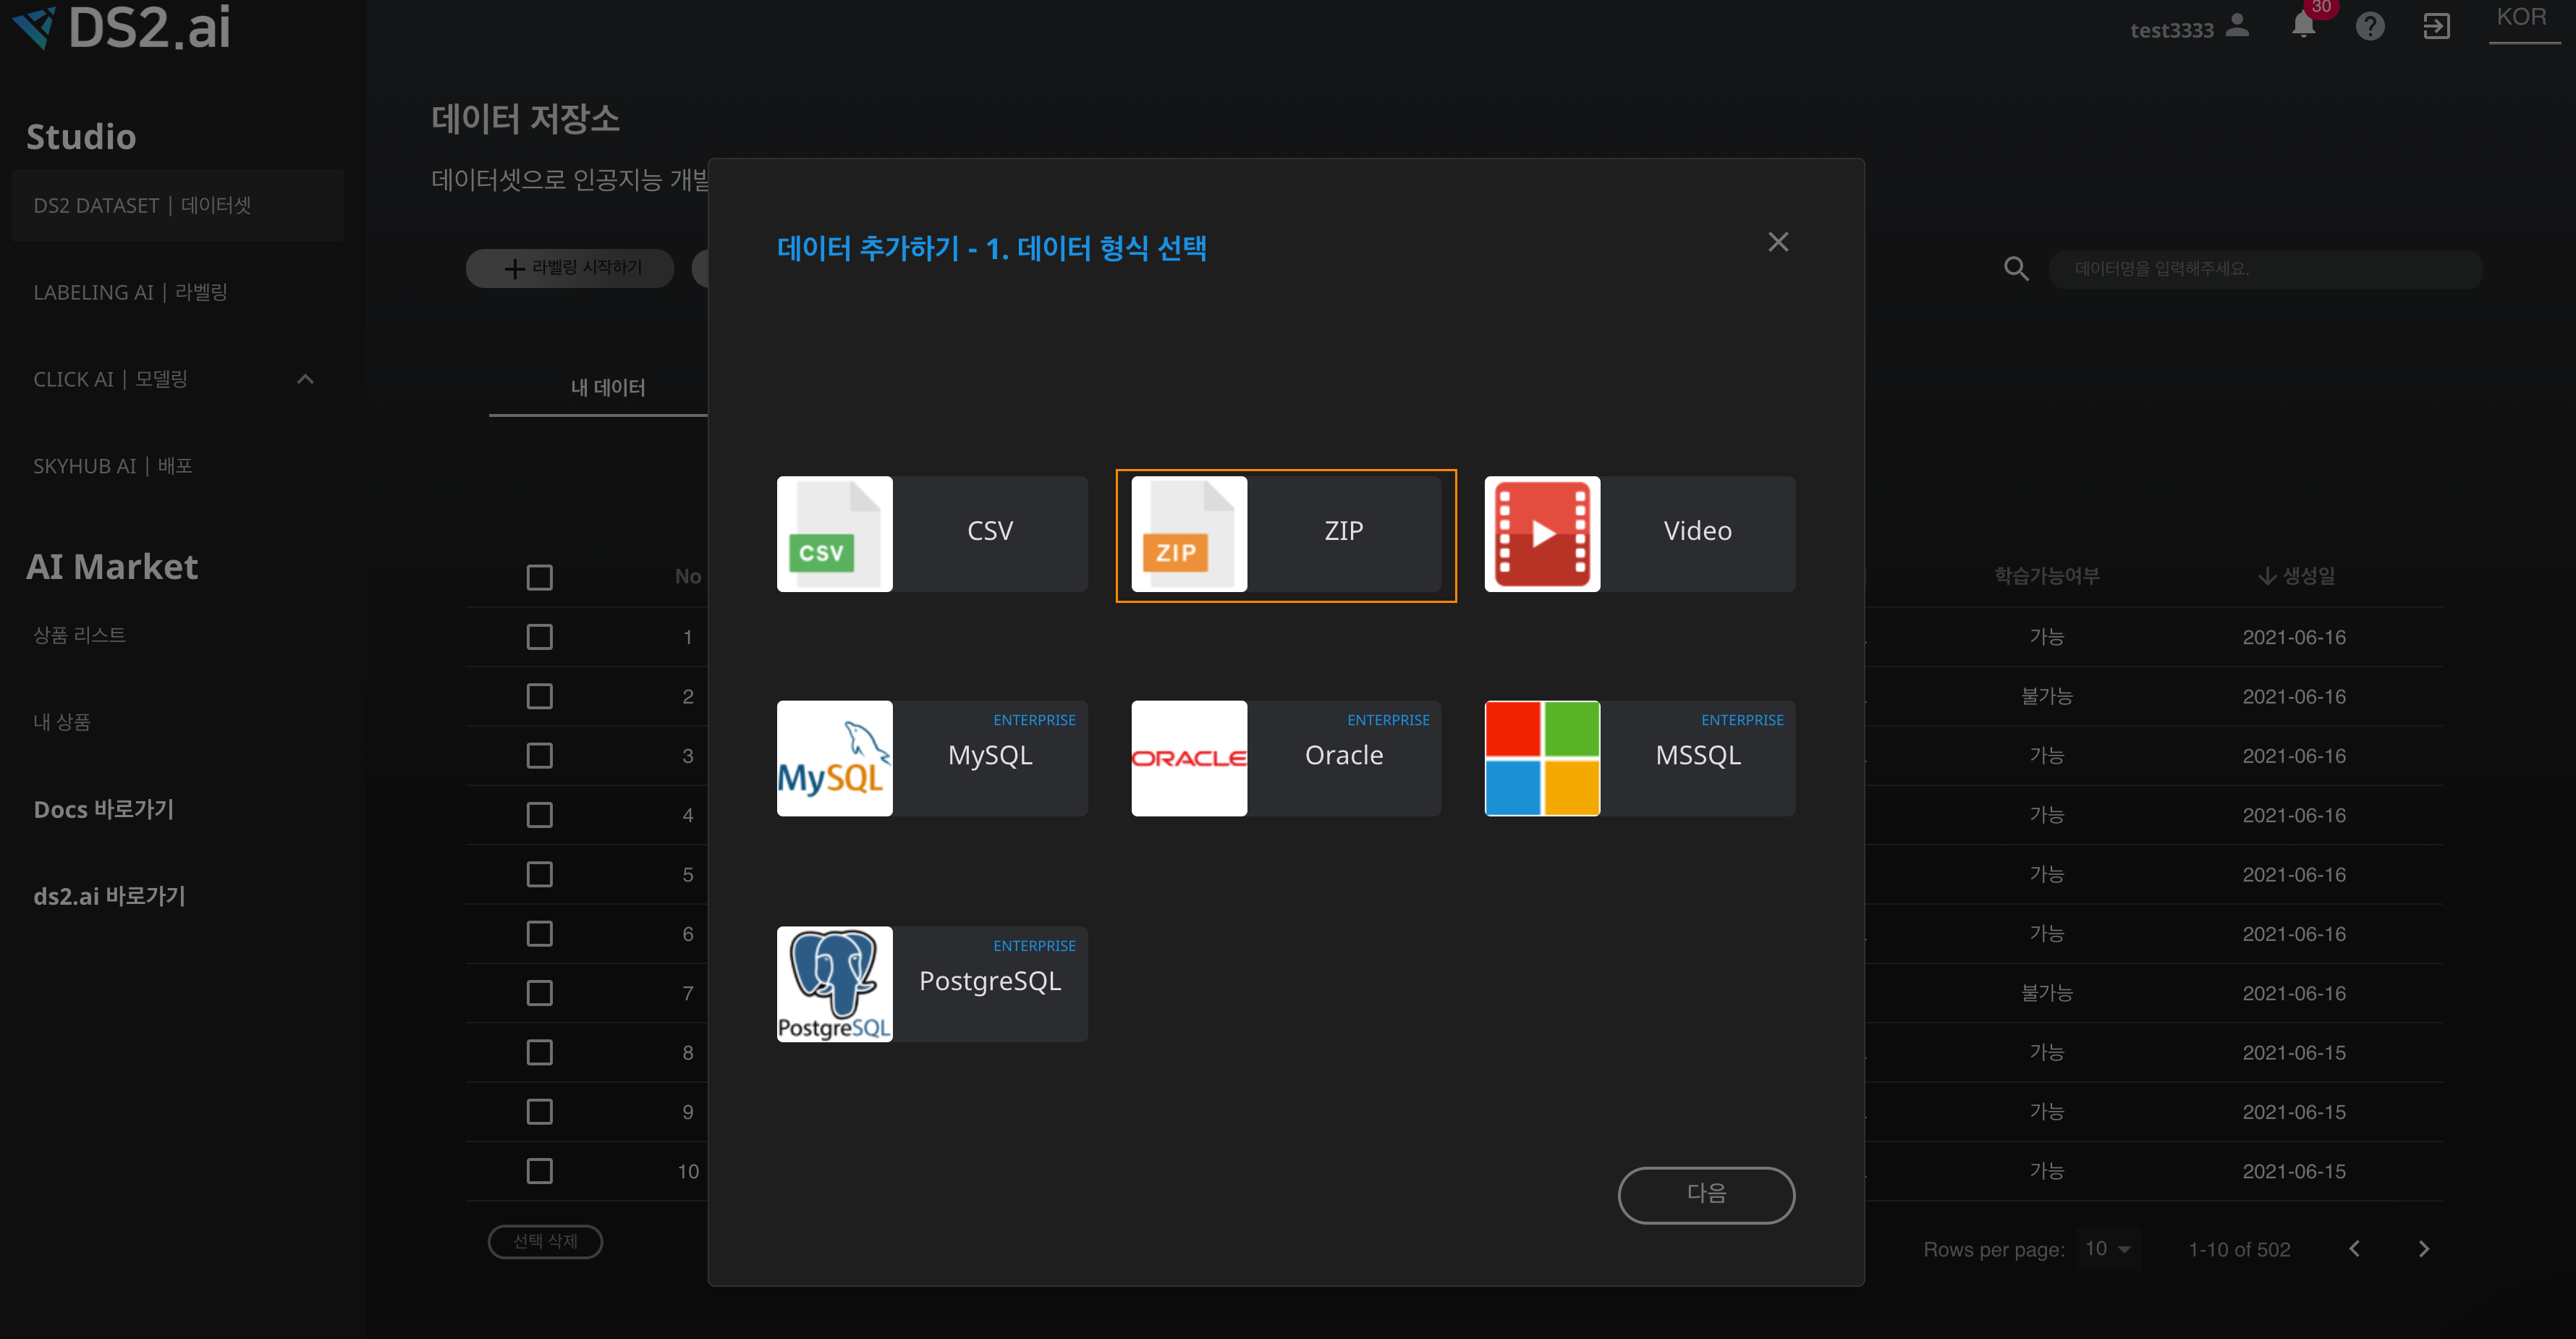 DS2.ai
test3333
30
KOR
Studio
DS2 DATASET | 데이터셋
LABELING AI | 라벨링
CLICK AI | 모델링
SKYHUB AI | 배포
AI Market
상품 리스트
내 상품
Docs 바로가기
ds2.ai 바로가기
데이터 저장소
데이터셋으로 인공지능 개발
라벨링 시작하기
데이터명을 입력해주세요.
내 데이터
데이터 추가하기 - 1. 데이터 형식 선택
CSV
CSV
ZIP
ZIP
Video
MySQL
ENTERPRISE
MySQL
ORACLE
ENTERPRISE
Oracle
ENTERPRISE
MSSQL
PostgreSQL
ENTERPRISE
PostgreSQL
다음
No 학습가능여부 생성일
1 가능 2021-06-16
2 불가능 2021-06-16
3 가능 2021-06-16
4 가능 2021-06-16
5 가능 2021-06-16
6 가능 2021-06-16
7 불가능 2021-06-16
8 가능 2021-06-15
9 가능 2021-06-15
10 가능 2021-06-15
선택 삭제
Rows per page: 10 1-10 of 502